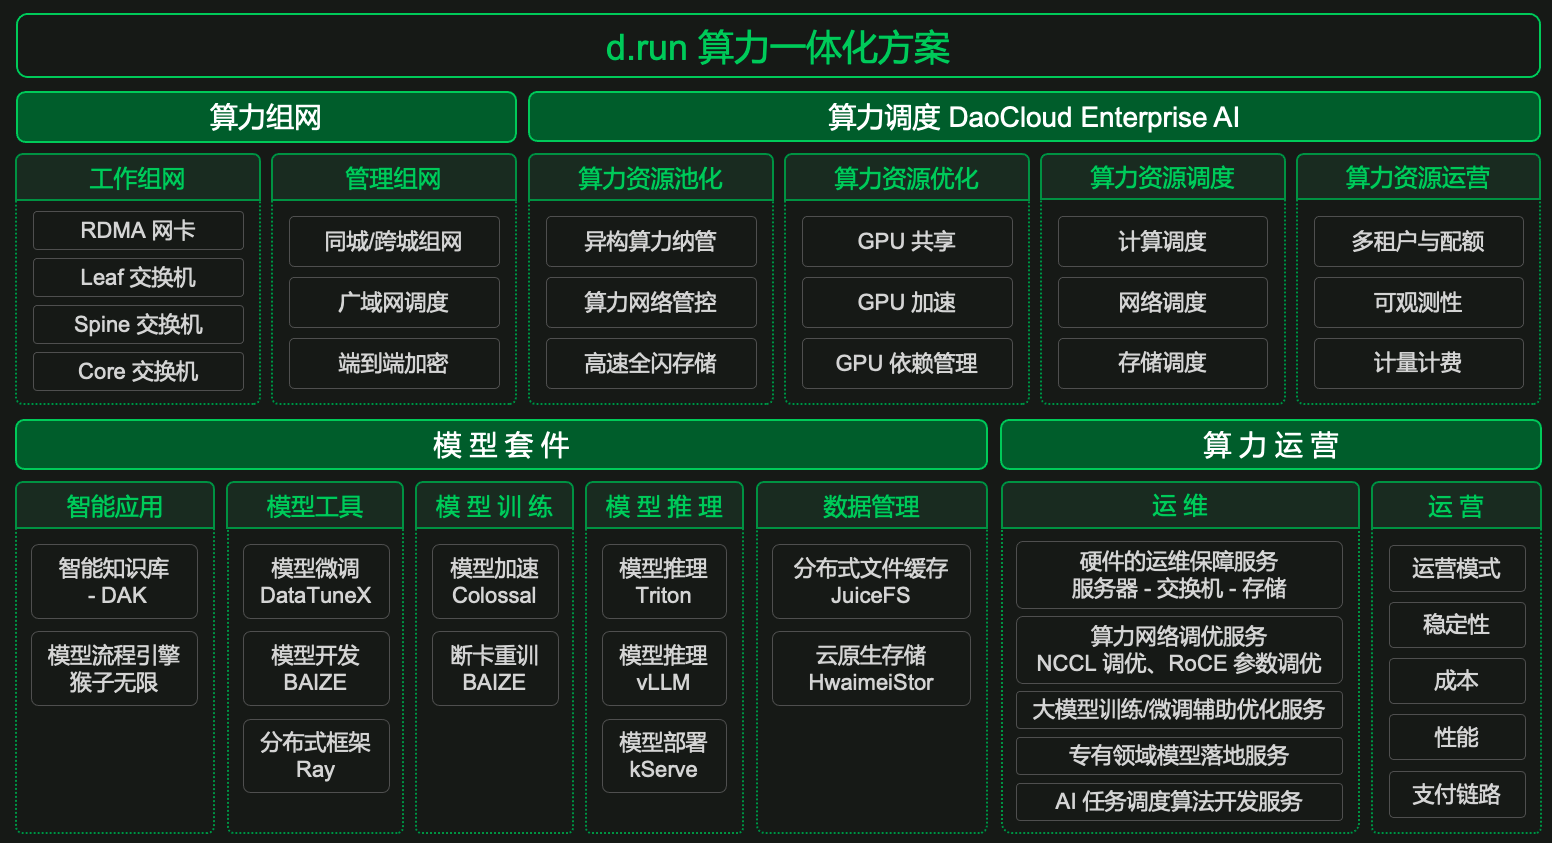 d.run 算力一体化方案
算力组网
算力调度 DaoCloud Enterprise AI
工作组网
RDMA 网卡
Leaf 交换机
Spine 交换机
Core 交换机
管理组网
同城/跨城组网
广域网调度
端到端加密
算力资源池化
异构算力纳管
算力网络管控
高速全闪存储
算力资源优化
GPU 共享
GPU 加速
GPU 依赖管理
算力资源调度
计算调度
网络调度
存储调度
算力资源运营
多租户与配额
可观测性
计量计费
模 型 套 件
算 力 运 营
智能应用
智能知识库
- DAK
模型流程引擎
猴子无限
模型工具
模型微调
DataTuneX
模型开发
BAIZE
分布式框架
Ray
模 型 训 练
模型加速
Colossal
断卡重训
BAIZE
模 型 推 理
模型推理
Triton
模型推理
vLLM
模型部署
kServe
数据管理
分布式文件缓存
JuiceFS
云原生存储
HwaimeiStor
运 维
硬件的运维保障服务
服务器 - 交换机 - 存储
算力网络调优服务
NCCL 调优、RoCE 参数调优
大模型训练/微调辅助优化服务
专有领域模型落地服务
AI 任务调度算法开发服务
运 营
运营模式
稳定性
成本
性能
支付链路